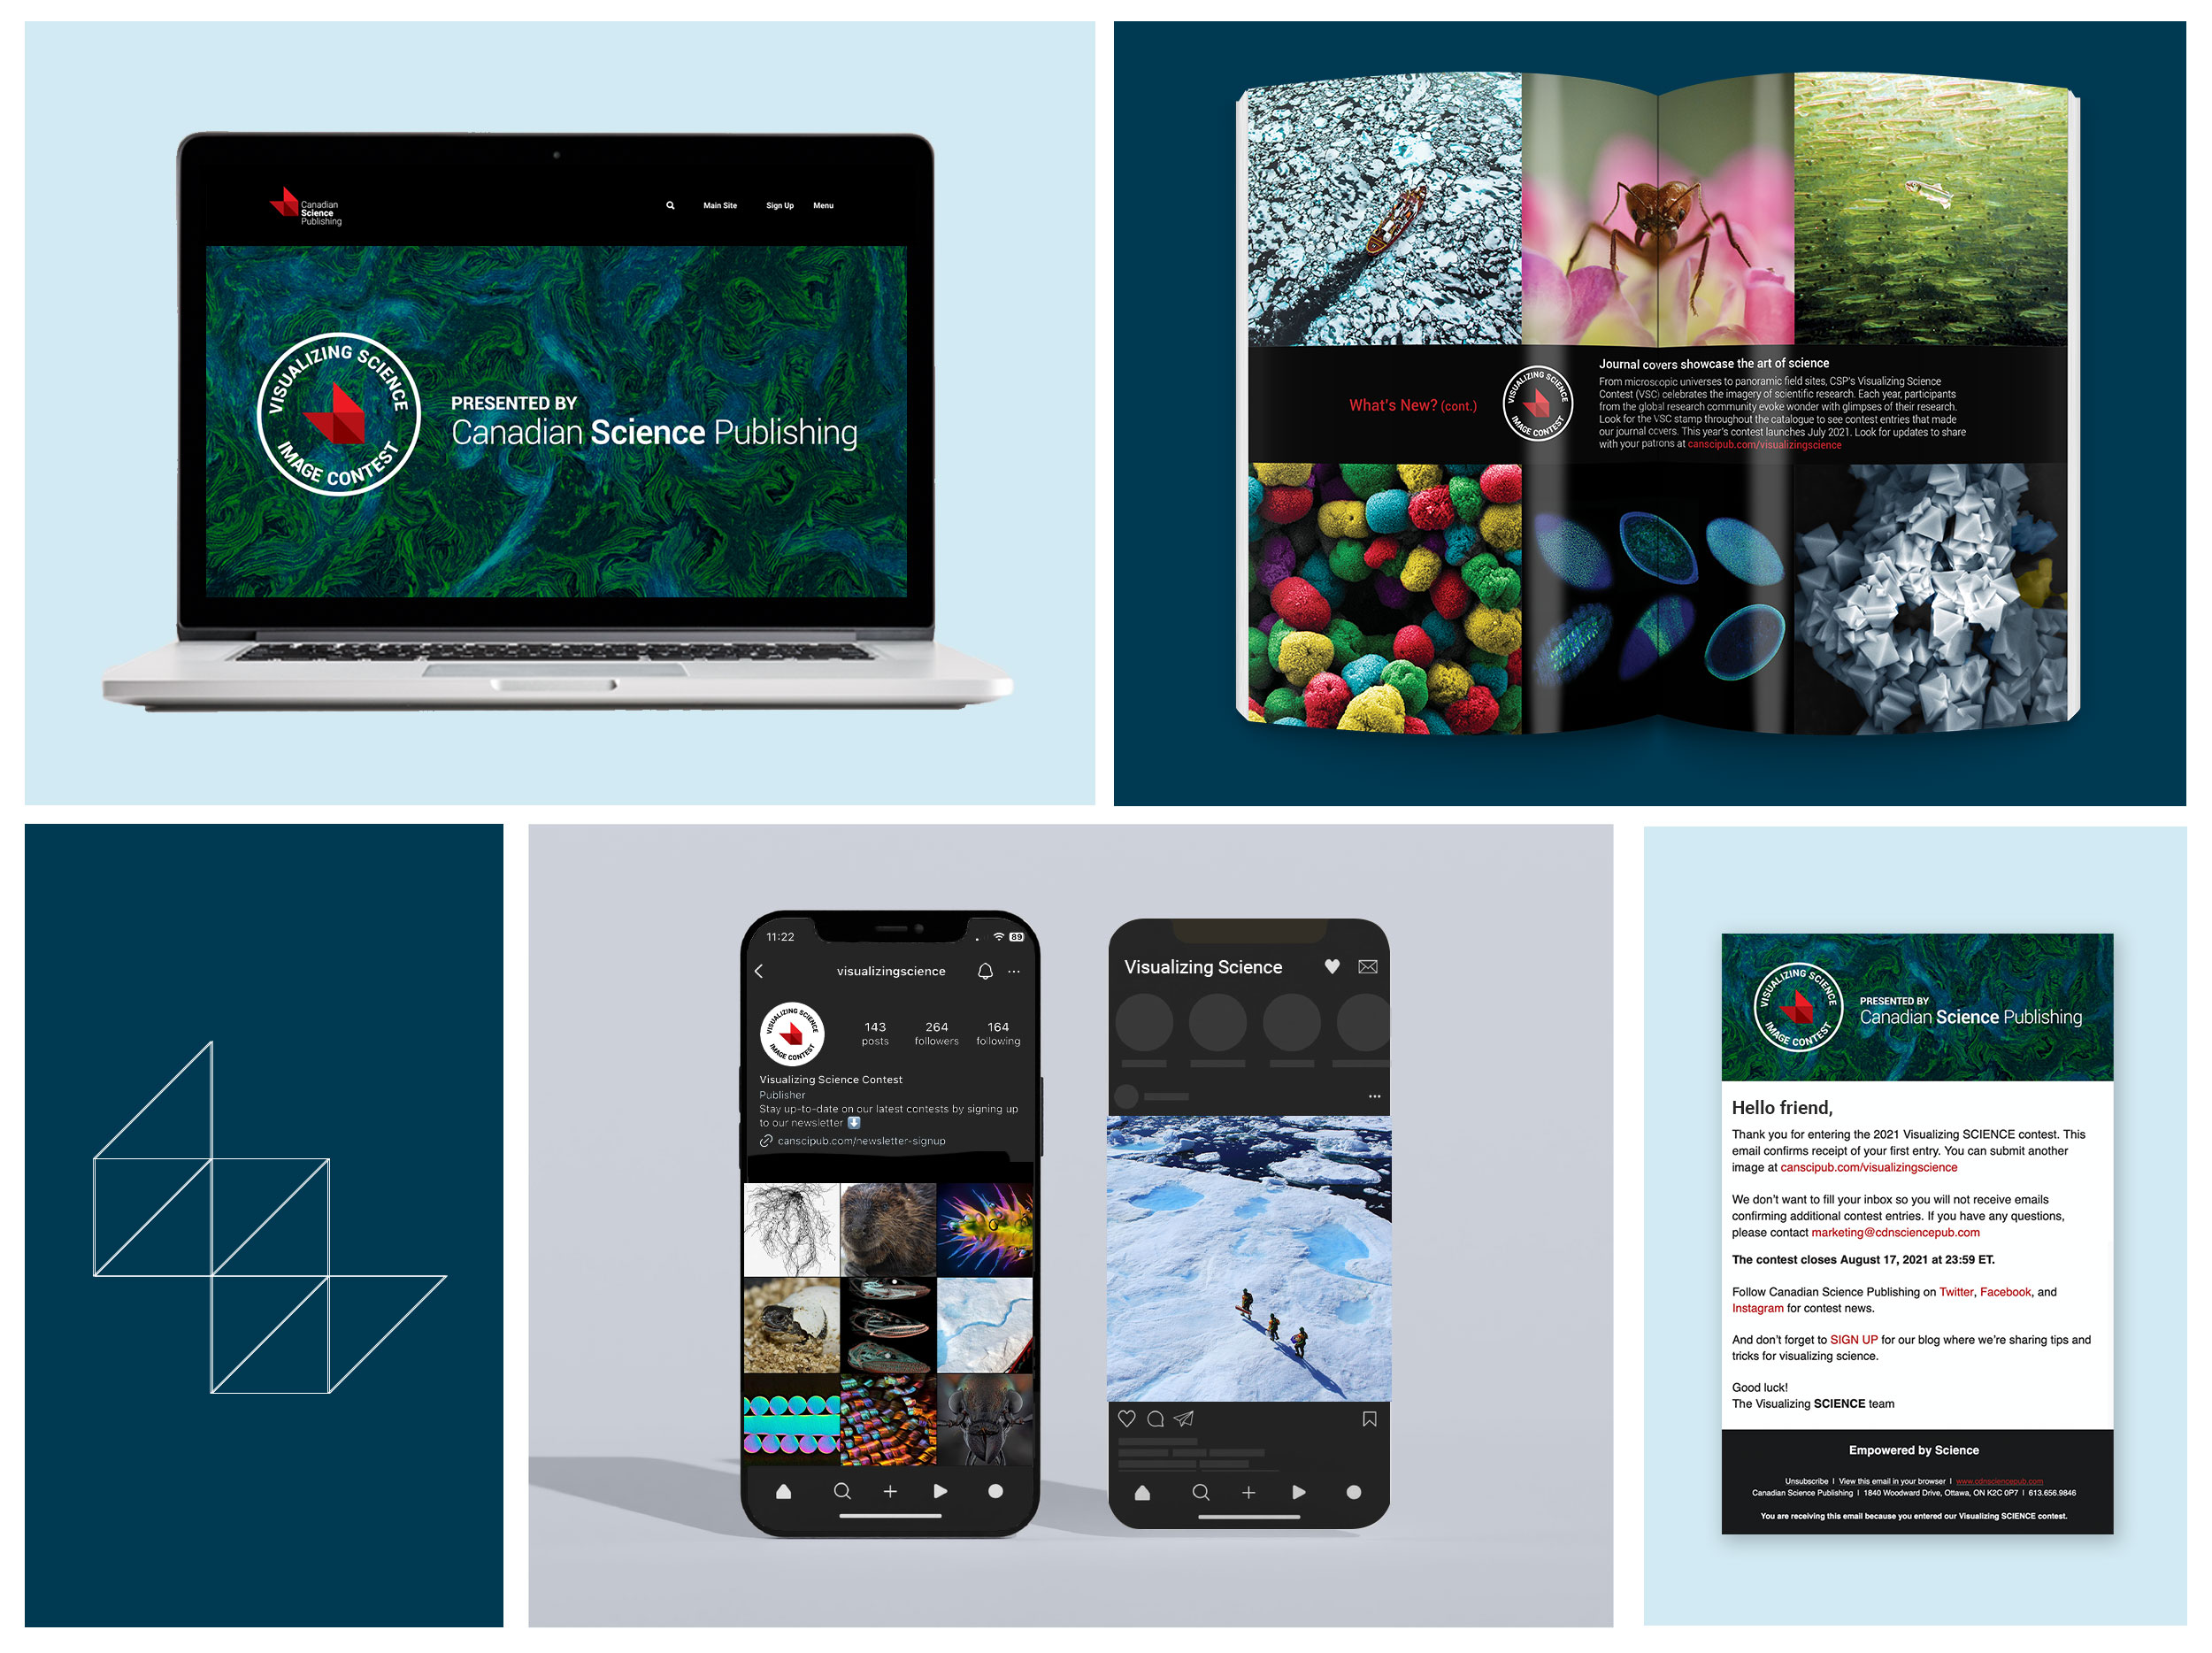 Canadian
Science
Publishing
Main Site
Sign Up
Menu
VISUALIZING SCIENCE
IMAGE CONTEST
PRESENTED BY
Canadian Science Publishing
What's New? (cont.)
VISUALIZING SCIENCE
IMAGE CONTEST
Journal covers showcase the art of science
From microscopic universes to panoramic field sites, CSP's Visualizing Science
Contest (VSC) celebrates the imagery of scientific research. Each year, participants
from the global research community evoke wonder with glimpses of their research.
Look for the VSC stamp throughout the catalogue to see contest entries that made
our journal covers. This year's contest launches July 2021. Look for updates to share
with your patrons at canscipub.com/visualizingscience
11:22
89
visualizingscience
VISUALIZING SCIENCE
IMAGE CONTEST
143
posts
264
followers
164
following
Visualizing Science Contest
Publisher
Stay up-to-date on our latest contests by signing up
to our newsletter ⬇️
canscipub.com/newsletter-signup
Visualizing Science
VISUALIZING SCIENCE
IMAGE CONTEST
PRESENTED BY
Canadian Science Publishing
Hello friend,
Thank you for entering the 2021 Visualizing SCIENCE contest. This
email confirms receipt of your first entry. You can submit another
image at canscipub.com/visualizingscience
We don't want to fill your inbox so you will not receive emails
confirming additional contest entries. If you have any questions,
please contact marketing@cdnsciencepub.com
The contest closes August 17, 2021 at 23:59 ET.
Follow Canadian Science Publishing on Twitter, Facebook, and
Instagram for contest news.
And don't forget to SIGN UP for our blog where we're sharing tips and
tricks for visualizing science.
Good luck!
The Visualizing SCIENCE team
Empowered by Science
Unsubscribe | View this email in your browser | www.cdnsciencepub.com
Canadian Science Publishing | 1840 Woodward Drive, Ottawa, ON K2C 0P7 | 613.656.9846
You are receiving this email because you entered our Visualizing SCIENCE contest.